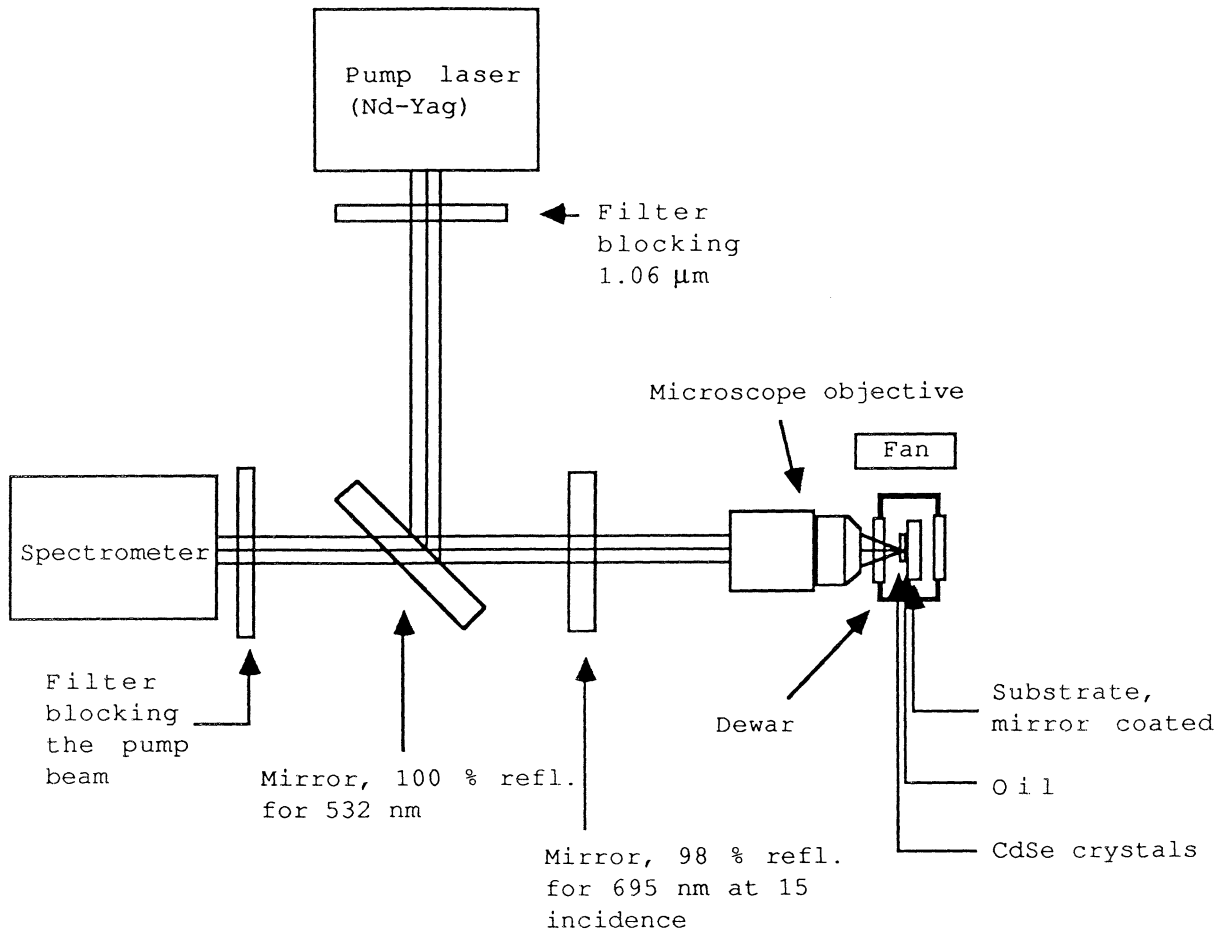 Pump laser
(Nd-Yag)
Filter
blocking
1.06 μm
Microscope objective
Fan
Spectrometer
Filter
blocking
the pump
beam
Mirror, 100 % refl.
for 532 nm
Mirror, 98 % refl.
for 695 nm at 15
incidence
Dewar
Substrate,
mirror coated
Oil
CdSe crystals